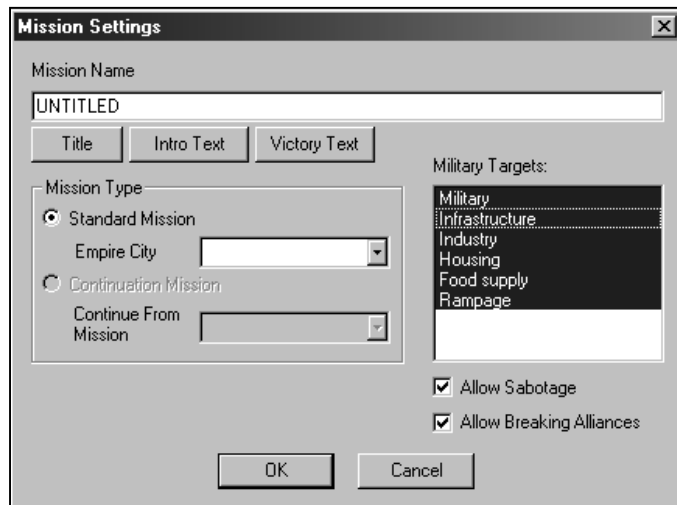 Mission Settings
Mission Name
UNTITLED
Title
Intro Text
Victory Text
Mission Type
Standard Mission
Empire City
Continuation Mission
Continue From
Mission
Military Targets:
Military
Infrastructure
Industry
Housing
Food supply
Rampage
Allow Sabotage
Allow Breaking Alliances
OK
Cancel